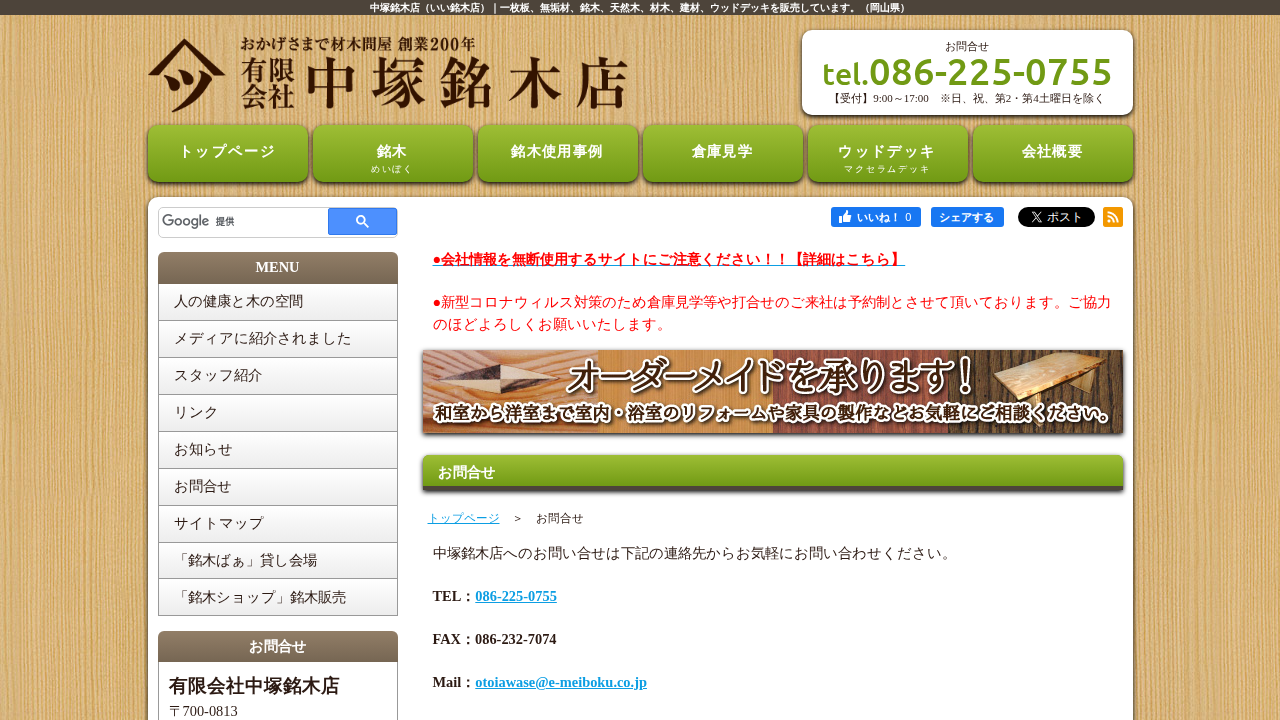 中塚銘木店（いい銘木店）｜一枚板、無垢材、銘木、天然木、材木、建材、ウッドデッキを販売しています。（岡山県）
おかげさまで材木問屋 創業200年
有限会社 中塚銘木店
お問合せ
tel.086-225-0755
【受付】9:00～17:00　※日、祝、第2・第4土曜日を除く
トップページ
銘木
めいぼく
銘木使用事例
倉庫見学
ウッドデッキ
マクセラムデッキ
会社概要
Google 提供
いいね！ 0
シェアする
ポスト
MENU
人の健康と木の空間
メディアに紹介されました
スタッフ紹介
リンク
お知らせ
お問合せ
サイトマップ
「銘木ばぁ」貸し会場
「銘木ショップ」銘木販売
お問合せ
有限会社中塚銘木店
〒700-0813
●会社情報を無断使用するサイトにご注意ください！！【詳細はこちら】
●新型コロナウィルス対策のため倉庫見学等や打合せのご来社は予約制とさせて頂いております。ご協力
のほどよろしくお願いいたします。
オーダーメイドを承ります！
和室から洋室まで室内・浴室のリフォームや家具の製作などお気軽にご相談ください。
お問合せ
トップページ　＞　お問合せ
中塚銘木店へのお問い合せは下記の連絡先からお気軽にお問い合わせください。
TEL：086-225-0755
FAX：086-232-7074
Mail：otoiawase@e-meiboku.co.jp